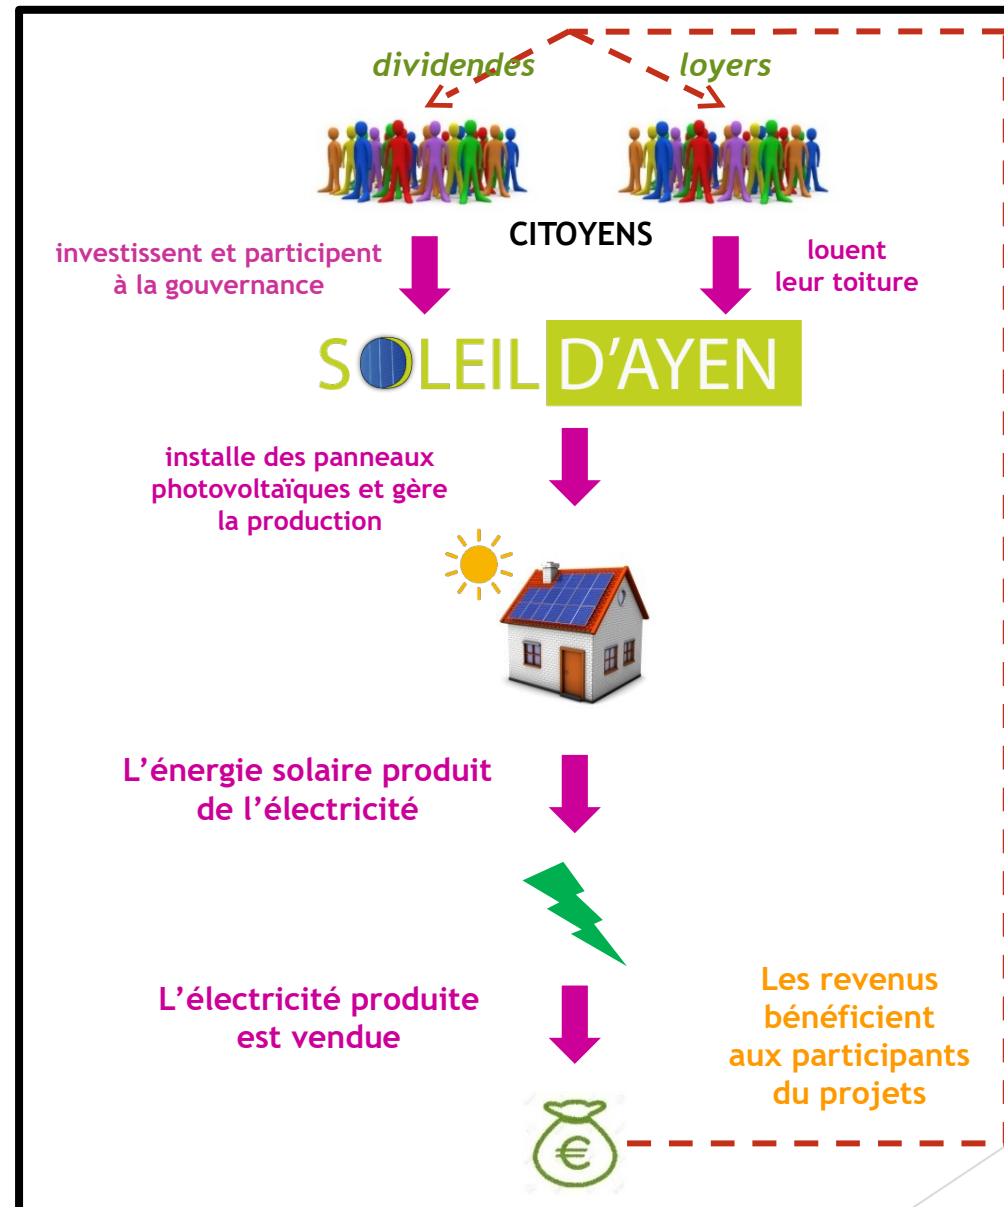 dividendes
loyers
CITOYENS
investissent et participent
à la gouvernance
louent
leur toiture
SOLEIL D'AYEN
installe des panneaux
photovoltaïques et gère
la production
L'énergie solaire produit
de l'électricité
L'électricité produite
est vendue
Les revenus
bénéficient
aux participants
du projets
€